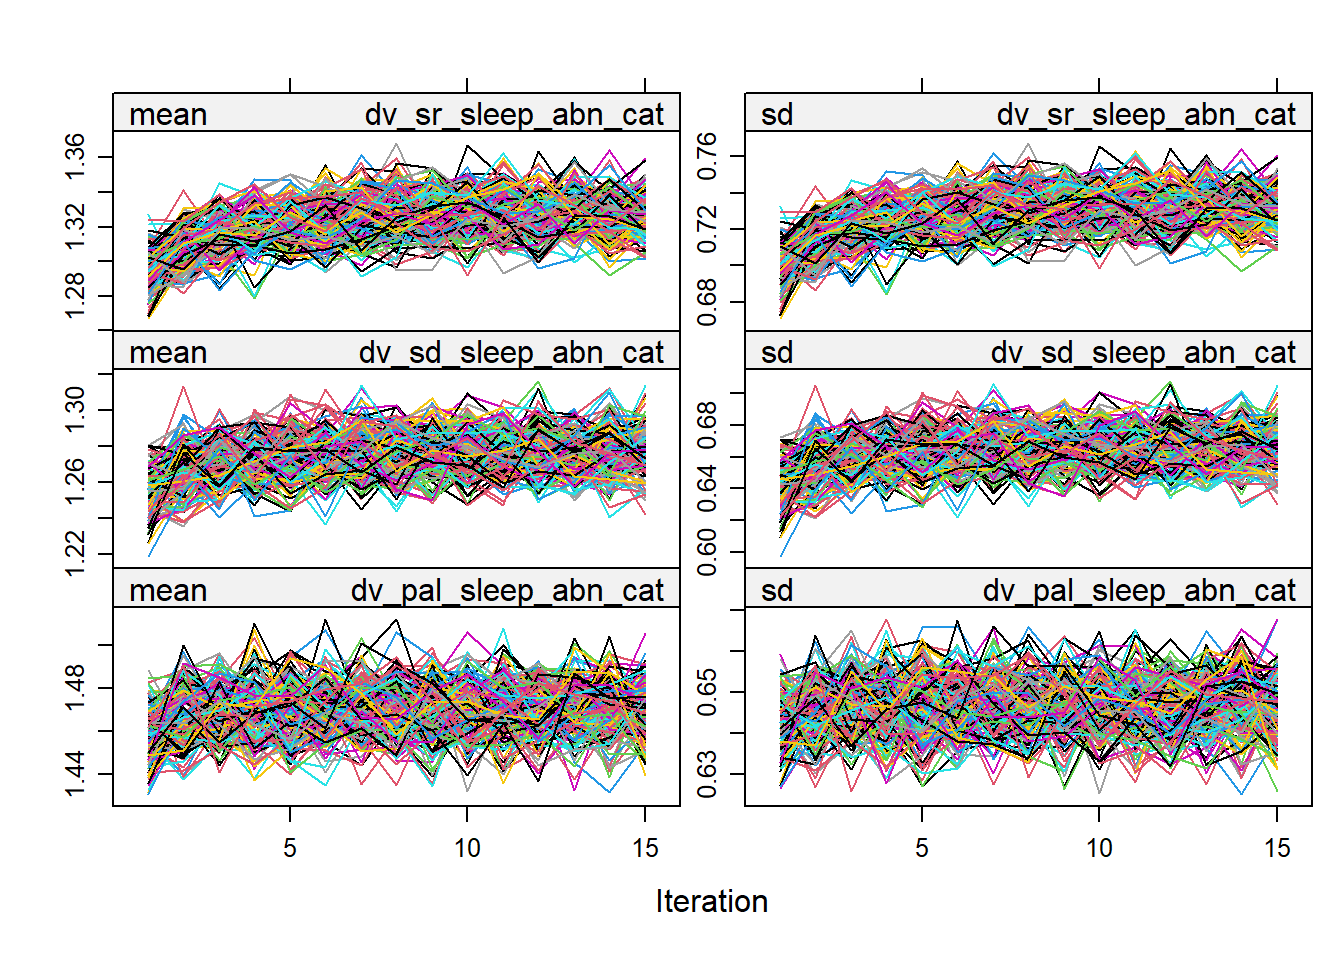 mean dv_sr_sleep_abn_cat
sd dv_sr_sleep_abn_cat
1.36
1.32
1.28
0.76
0.72
0.68
mean dv_sd_sleep_abn_cat
sd dv_sd_sleep_abn_cat
1.30
1.26
1.22
0.68
0.64
0.60
mean dv_pal_sleep_abn_cat
sd dv_pal_sleep_abn_cat
1.48
1.44
0.65
0.63
5 10 15
5 10 15
Iteration